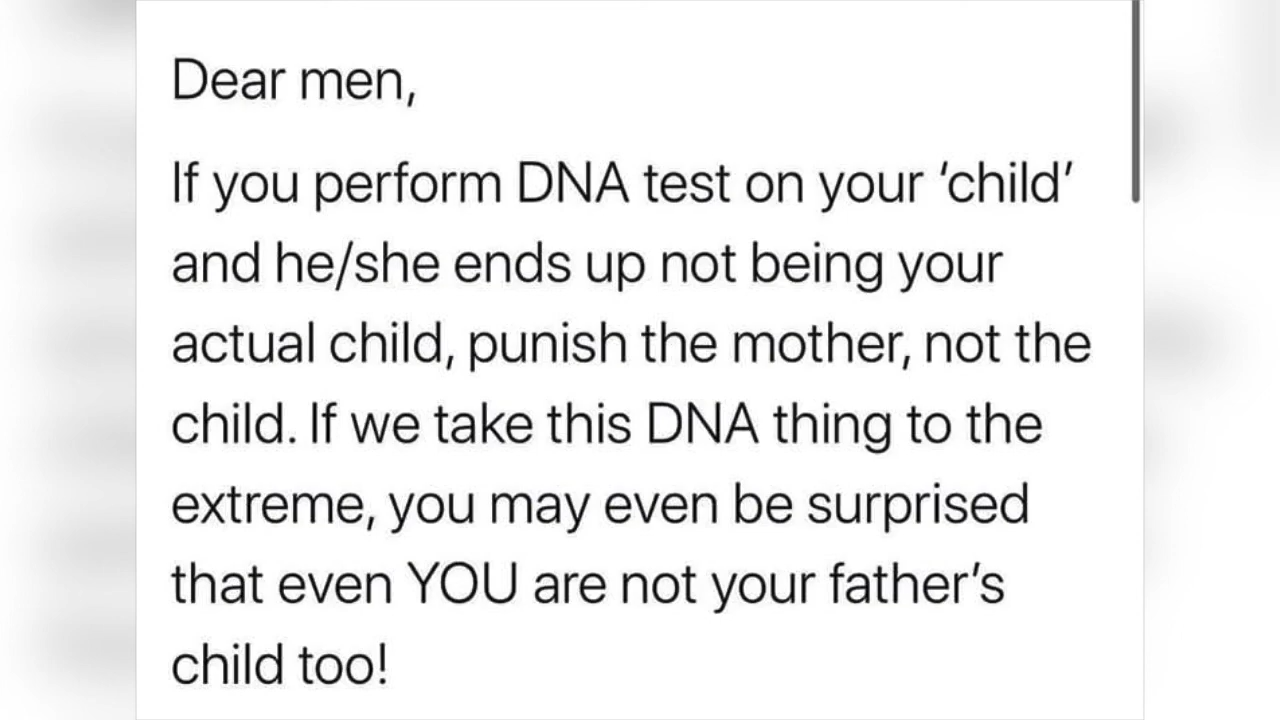 Dear men,
If you perform DNA test on your ‘child’
and he/she ends up not being your
actual child, punish the mother, not the
child. If we take this DNA thing to the
extreme, you may even be surprised
that even YOU are not your father’s
child too!